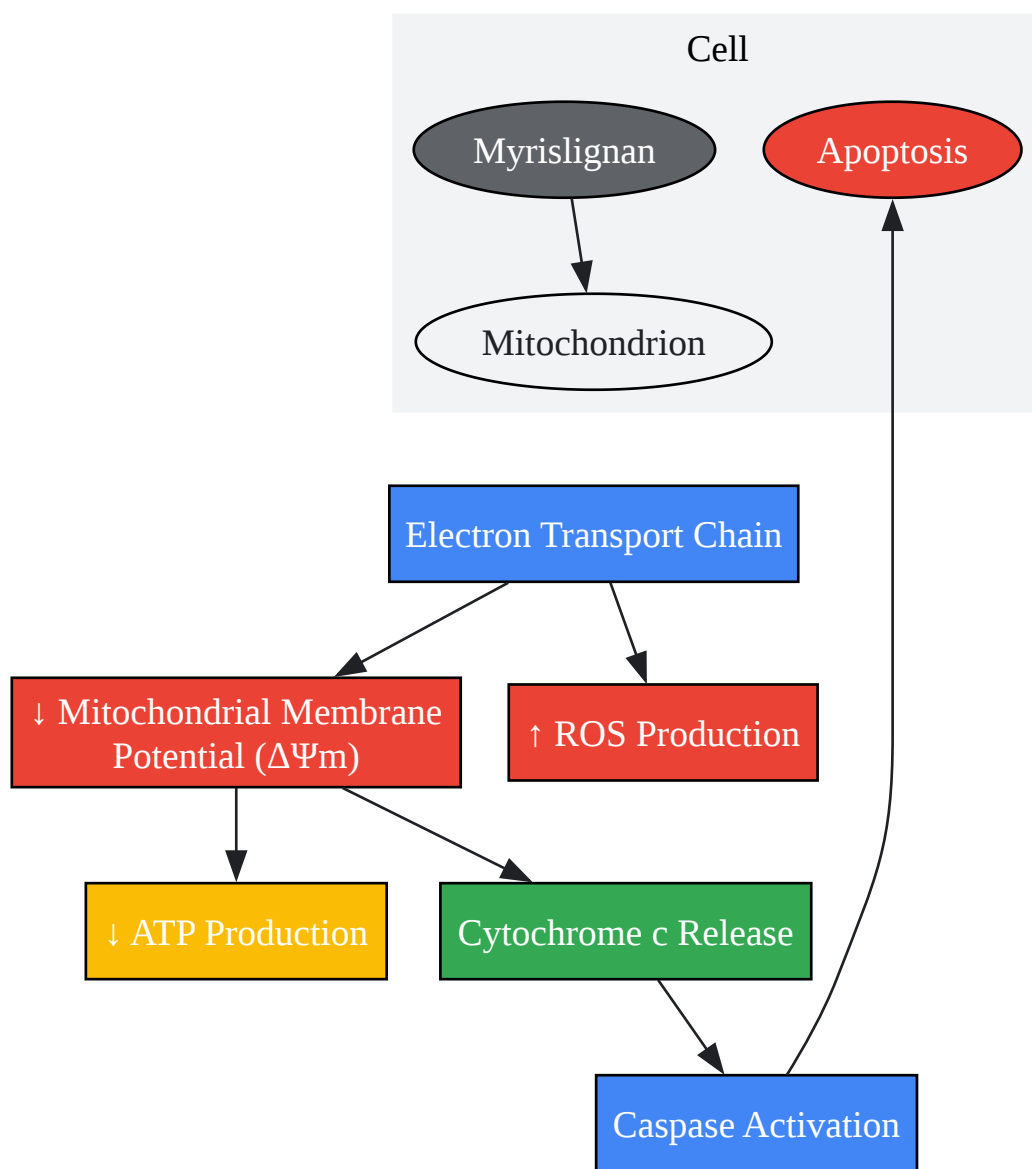 Cell
Myrislignan
Apoptosis
Mitochondrion
Electron Transport Chain
↓ Mitochondrial Membrane
Potential (ΔΨm)
↑ ROS Production
↓ ATP Production
Cytochrome c Release
Caspase Activation